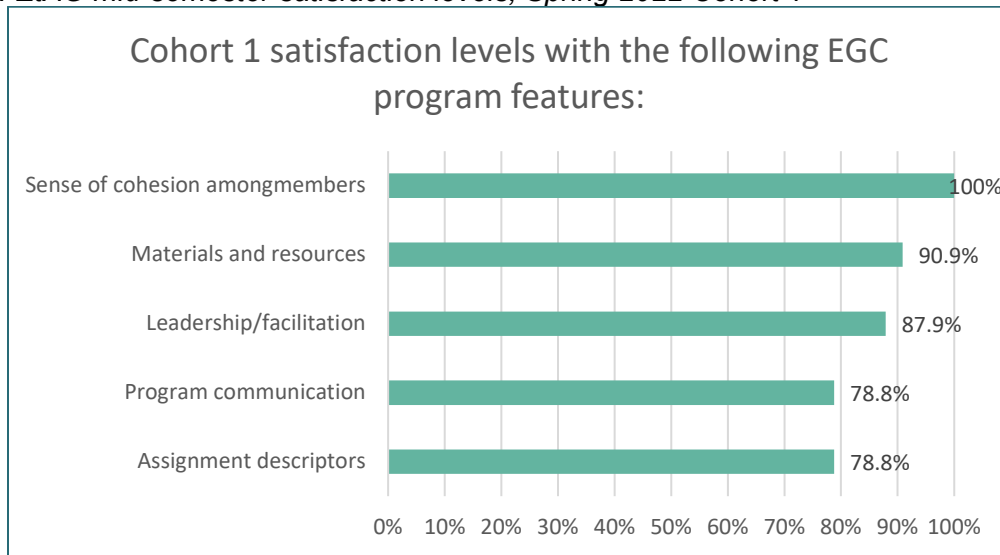 Cohort 1 satisfaction levels with the following EGC
program features:
Sense of cohesion amongmembers
100%
Materials and resources
90.9%
Leadership/facilitation
87.9%
Program communication
78.8%
Assignment descriptors
78.8%
0% 10% 20% 30% 40% 50% 60% 70% 80% 90% 100%